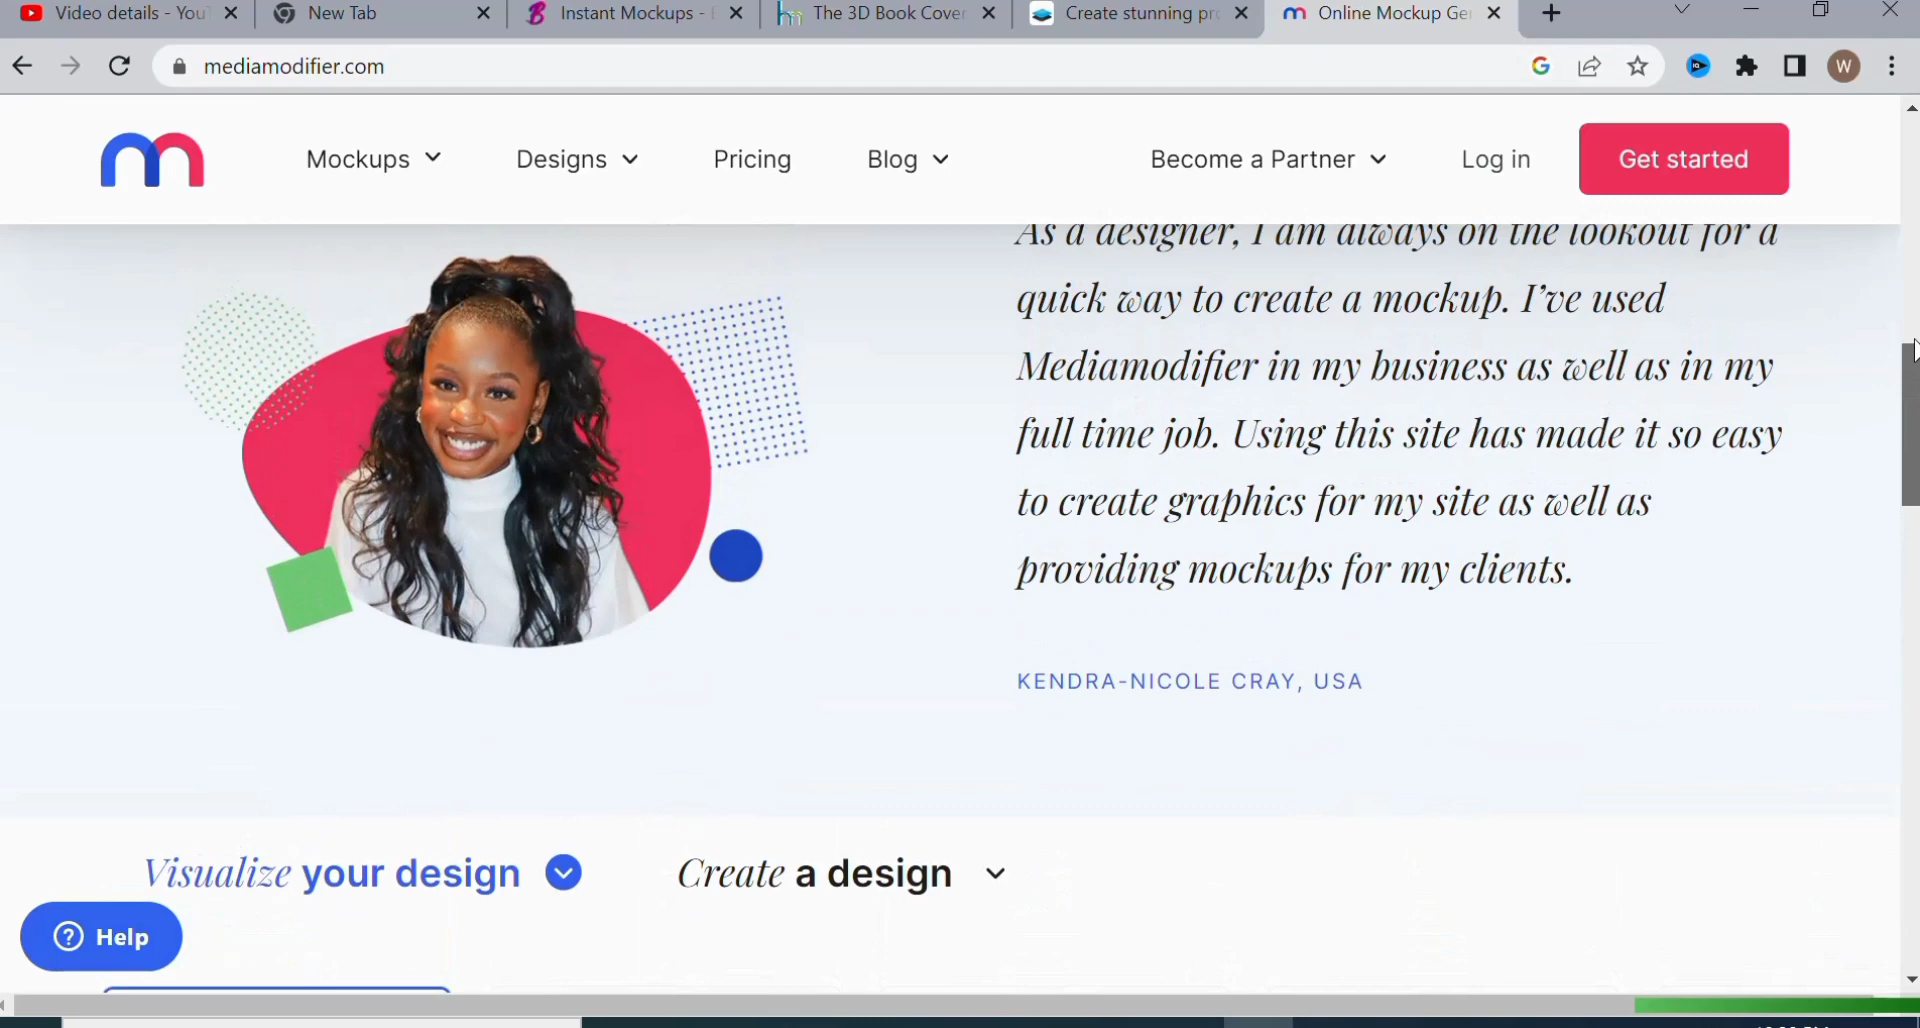 Video details - You
New Tab
Instant Mockups -
The 3D Book Cover
Create stunning pr
Online Mockup Ge
mediamodifier.com
W
Mockups
Designs
Pricing
Blog
Become a Partner
Log in
Get started
As a designer, I am always on the lookout for a
quick way to create a mockup. I've used
Mediamodifier in my business as well as in my
full time job. Using this site has made it so easy
to create graphics for my site as well as
providing mockups for my clients.
KENDRA-NICOLE CRAY, USA
Visualize your design
Create a design
? Help